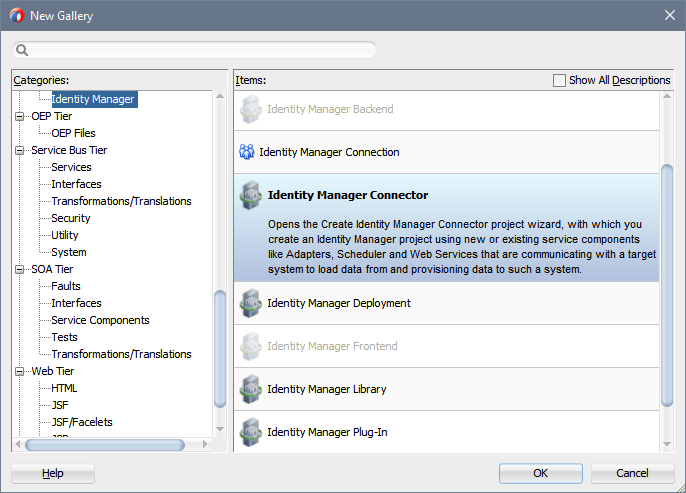 New Gallery
Categories:
Identity Manager
OEP Tier
OEP Files
Service Bus Tier
Services
Interfaces
Transformations/Translations
Security
Utility
System
SOA Tier
Faults
Interfaces
Service Components
Tests
Transformations/Translations
Web Tier
HTML
JSF
JSF/Facelets
Items:
Show All Descriptions
Identity Manager Backend
Identity Manager Connection
Identity Manager Connector
Opens the Create Identity Manager Connector project wizard, with which you
create an Identity Manager project using new or existing service components
like Adapters, Scheduler and Web Services that are communicating with a target
system to load data from and provisioning data to such a system.
Identity Manager Deployment
Identity Manager Frontend
Identity Manager Library
Identity Manager Plug-In
Help
OK
Cancel